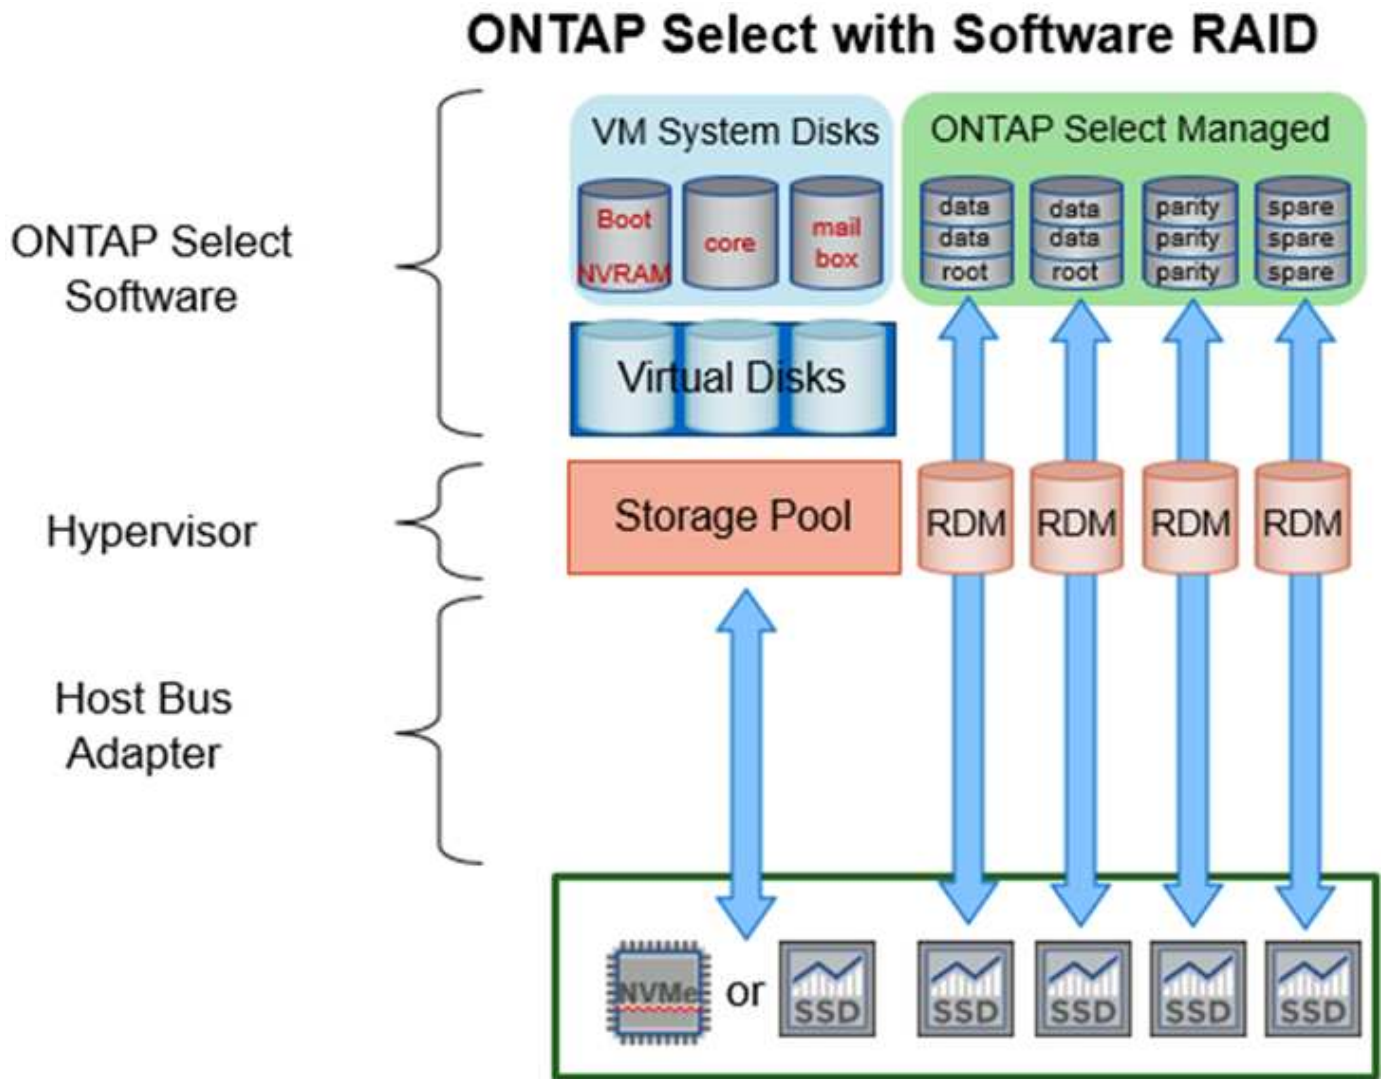 ONTAP Select with Software RAID
VM System Disks
ONTAP Select Managed
Boot
NVRAM
core
mail
box
data
data
root
data
data
root
parity
parity
parity
spare
spare
spare
ONTAP Select
Software
Virtual Disks
Hypervisor
Storage Pool
RDM
RDM
RDM
RDM
Host Bus
Adapter
NVMe
or
SSD
SSD
SSD
SSD
SSD